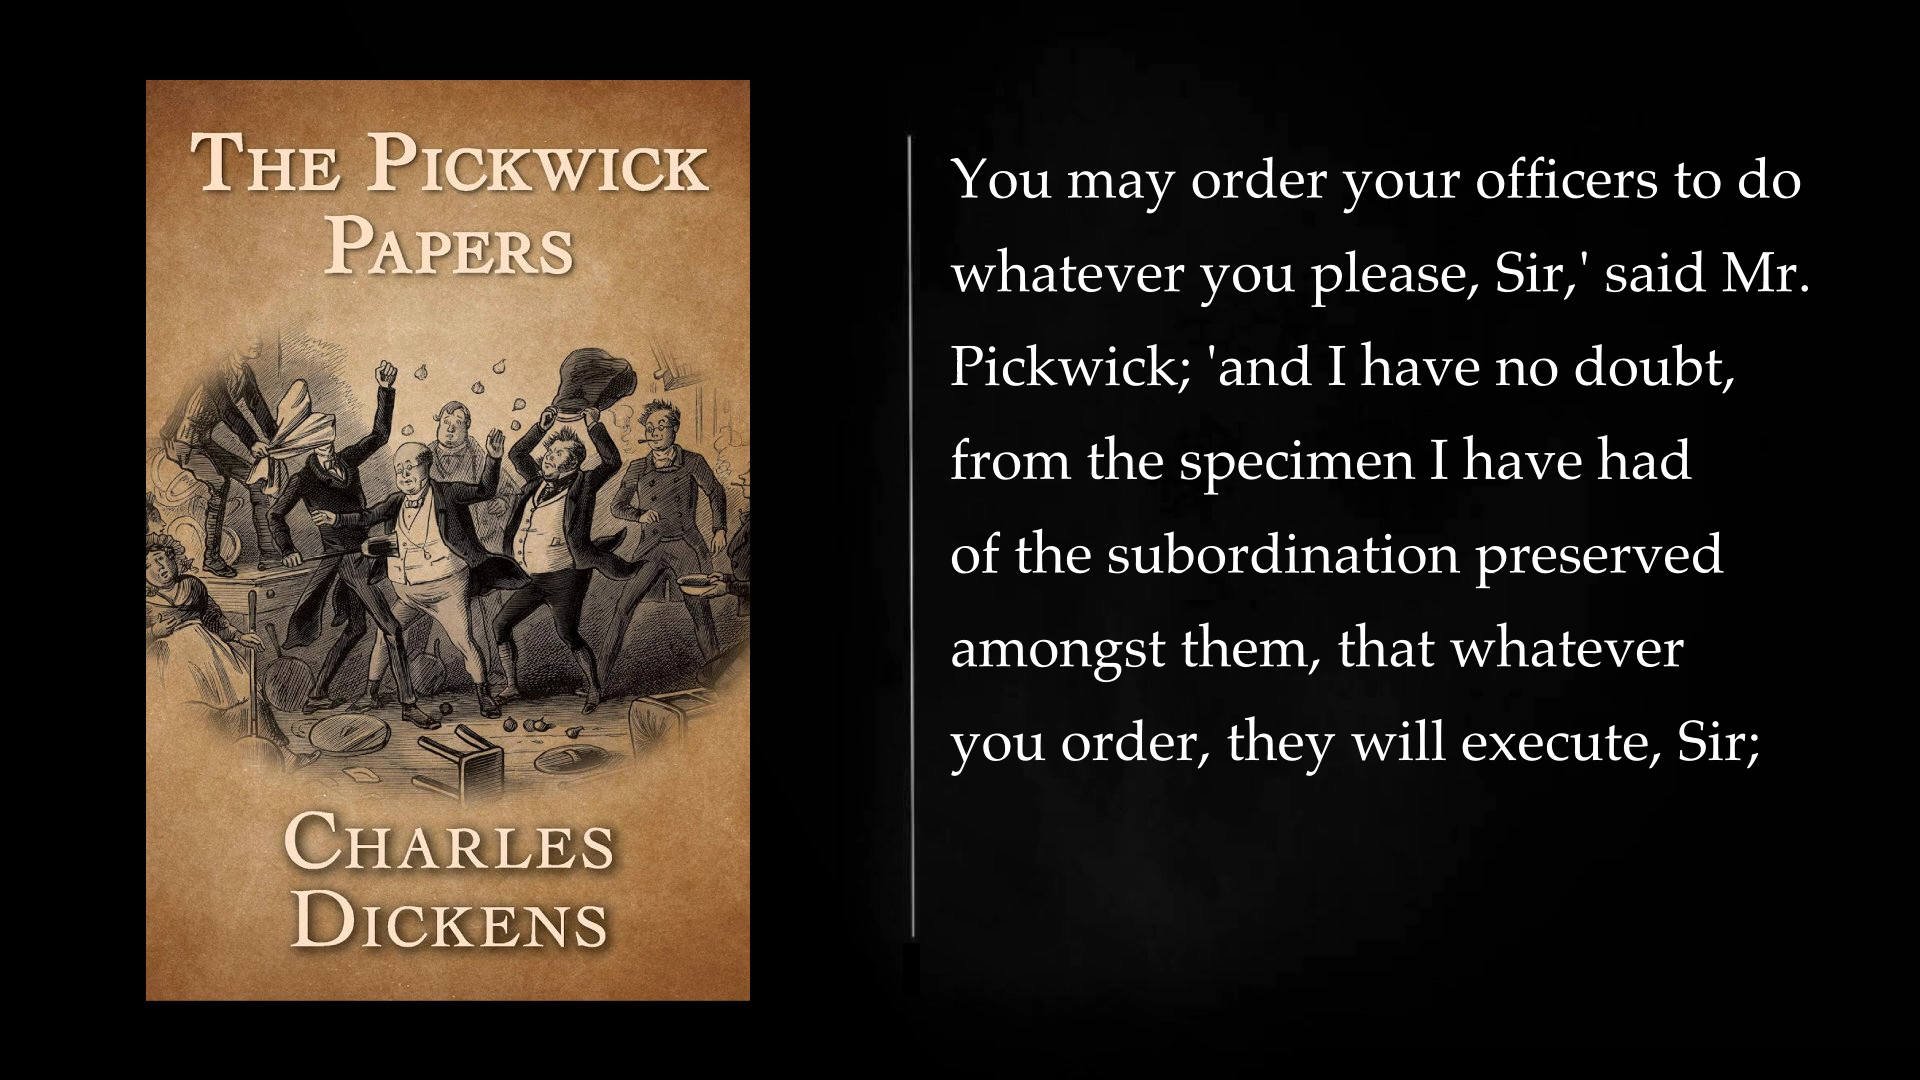 The Pickwick
Papers
Charles
Dickens
You may order your officers to do
whatever you please, Sir,' said Mr.
Pickwick; 'and I have no doubt,
from the specimen I have had
of the subordination preserved
amongst them, that whatever
you order, they will execute, Sir;